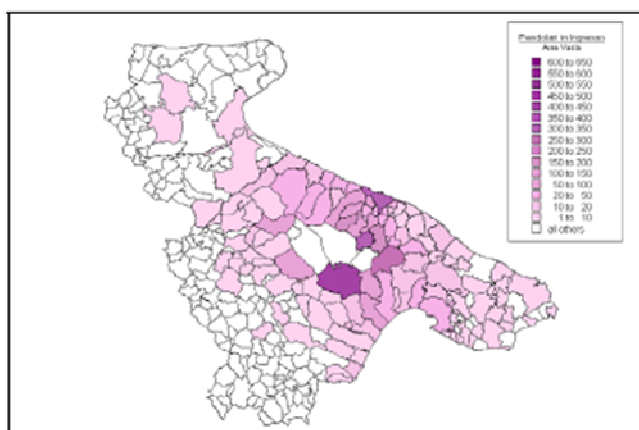 Pendolari in Ingresso
Area Vasta
600 to 650
550 to 600
500 to 550
450 to 500
400 to 450
350 to 400
300 to 350
250 to 300
200 to 250
150 to 200
100 to 150
50 to 100
20 to 50
10 to 20
1 to 10
all others